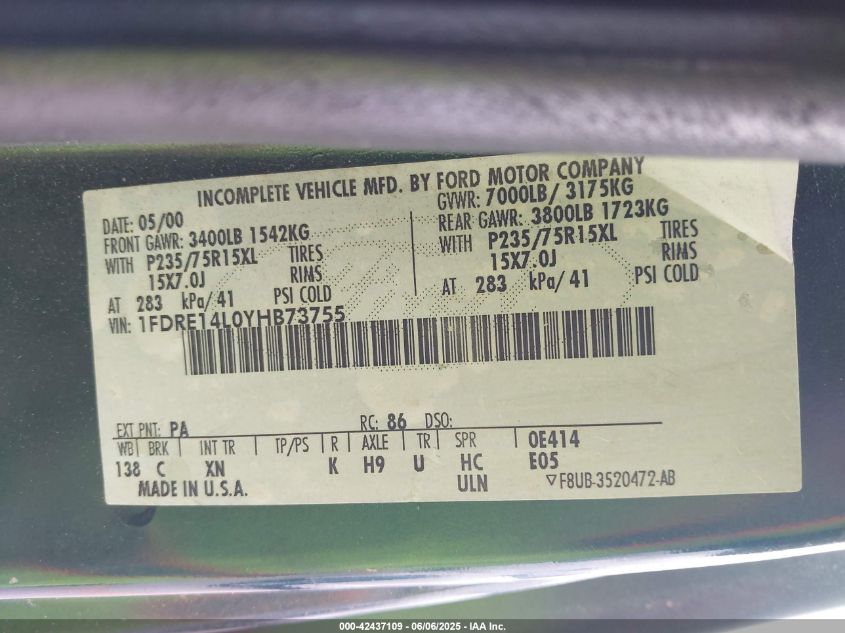 INCOMPLETE VEHICLE MFD. BY FORD MOTOR COMPANY
DATE: 05/00
GVWR: 7000LB/ 3175KG
FRONT GAWR: 3400LB 1542KG
REAR GAWR: 3800LB 1723KG
WITH P235/75R15XL TIRES
WITH P235/75R15XL TIRES
15X7.0J RIMS
15X7.0J RIMS
AT 283 kPa/41 PSI COLD
AT 283 kPa/41 PSI COLD
VIN: 1FDRE14L0YHB73755
EXT PNT: PA RC: 86 DSO:
WB BRK INT TR TP/PS R AXLE TR SPR 0E414
138 C XN K H9 U HC E05
MADE IN U.S.A. ULN ▽F8UB-3520472-AB
000-42437109 - 06/06/2025 - IAA Inc.